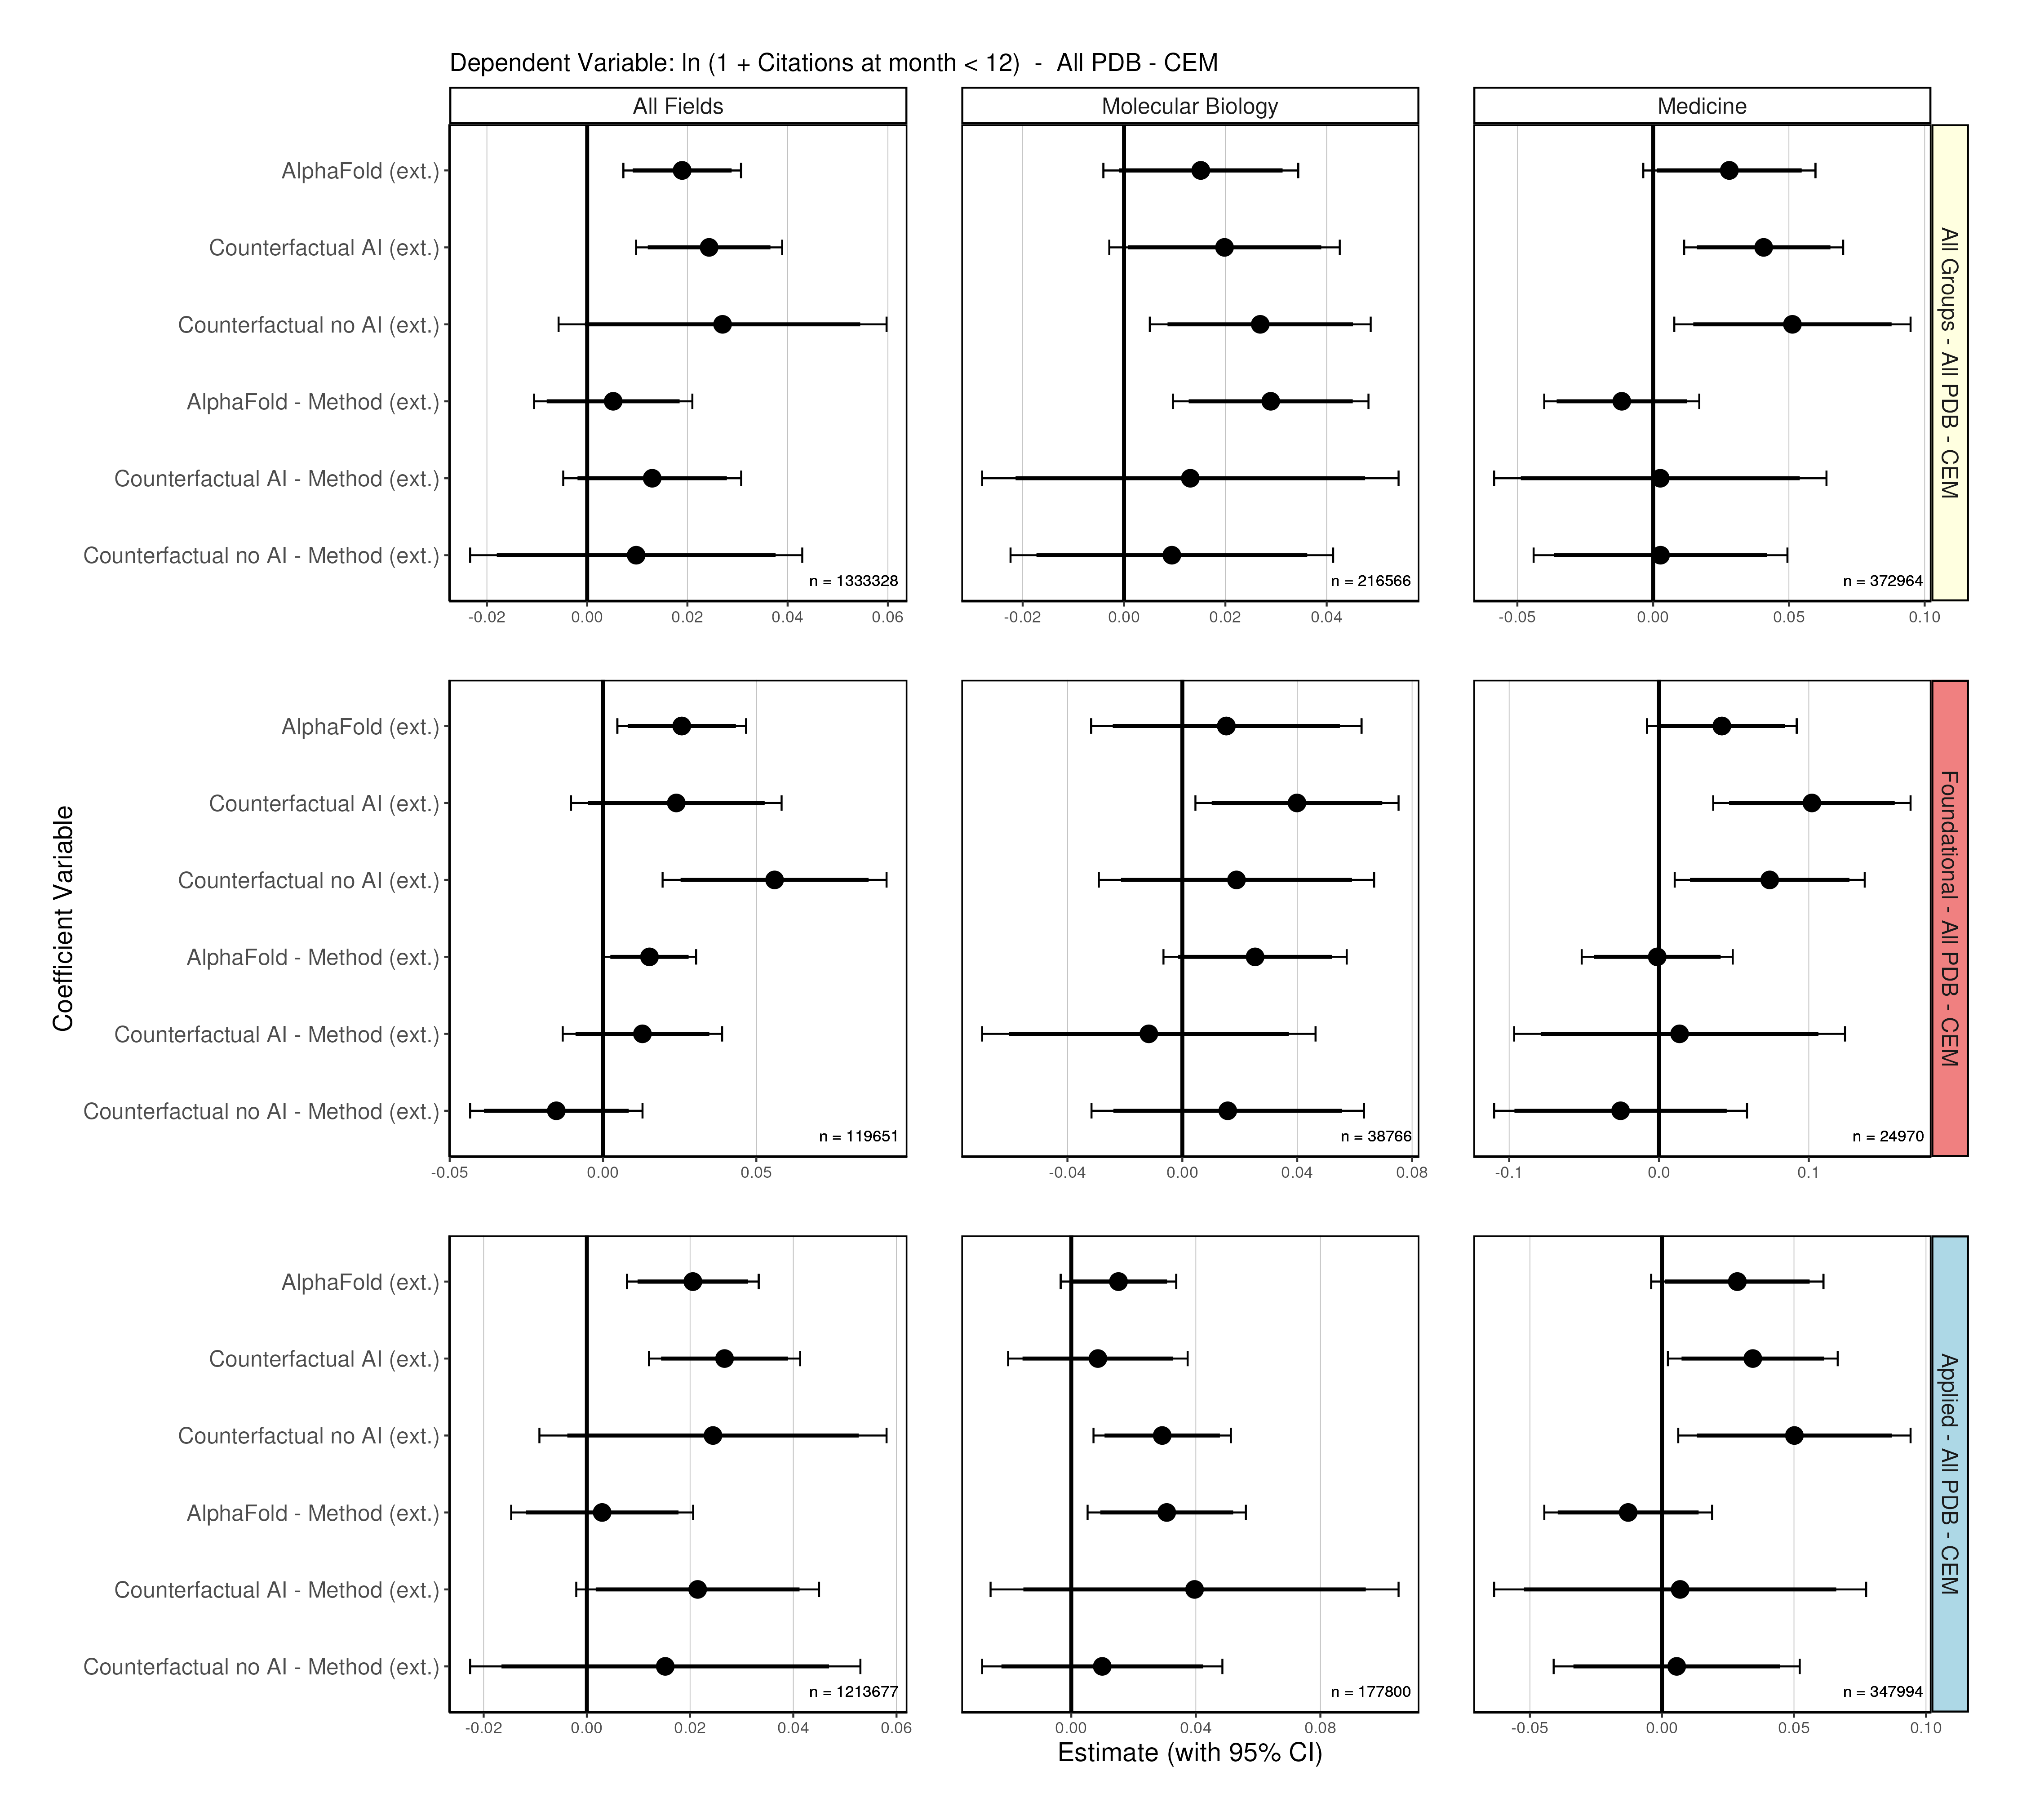 Dependent Variable: ln (1 + Citations at month < 12)  -  All PDB - CEM
All Fields
Molecular Biology
Medicine
AlphaFold (ext.)
Counterfactual AI (ext.)
Counterfactual no AI (ext.)
AlphaFold - Method (ext.)
Counterfactual AI - Method (ext.)
Counterfactual no AI - Method (ext.)
n = 1333328
n = 216566
n = 372964
-0.02 0.00 0.02 0.04 0.06
-0.02 0.00 0.02 0.04
-0.05 0.00 0.05 0.10
All Groups - All PDB - CEM
Coefficient Variable
AlphaFold (ext.)
Counterfactual AI (ext.)
Counterfactual no AI (ext.)
AlphaFold - Method (ext.)
Counterfactual AI - Method (ext.)
Counterfactual no AI - Method (ext.)
n = 119651
n = 38766
n = 24970
-0.05 0.00 0.05
-0.04 0.00 0.04 0.08
-0.1 0.0 0.1
Foundational - All PDB - CEM
AlphaFold (ext.)
Counterfactual AI (ext.)
Counterfactual no AI (ext.)
AlphaFold - Method (ext.)
Counterfactual AI - Method (ext.)
Counterfactual no AI - Method (ext.)
n = 1213677
n = 177800
n = 347994
-0.02 0.00 0.02 0.04 0.06
0.00 0.04 0.08
-0.05 0.00 0.05 0.10
Applied - All PDB - CEM
Estimate (with 95% CI)